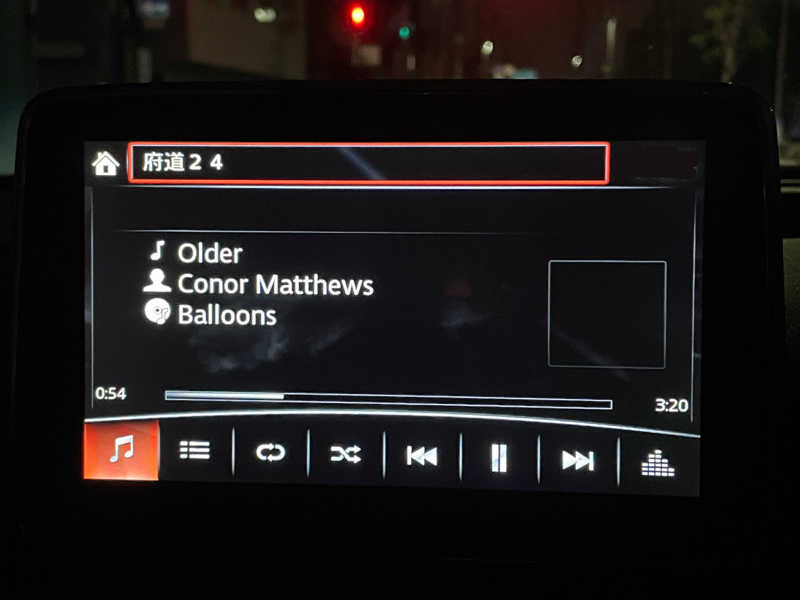 府道２４
Older
Conor Matthews
Balloons
0:54
3:20